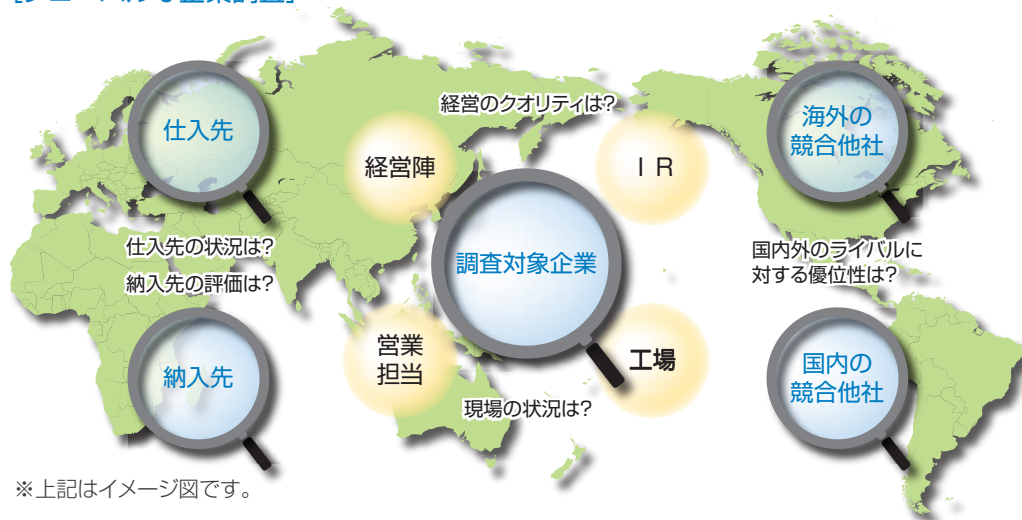 経営のクオリティは?
仕入先
海外の
競合他社
経営陣
I R
仕入先の状況は?
納入先の評価は?
調査対象企業
国内外のライバルに
対する優位性は?
営業
担当
工場
納入先
国内の
競合他社
現場の状況は?
※上記はイメージ図です。